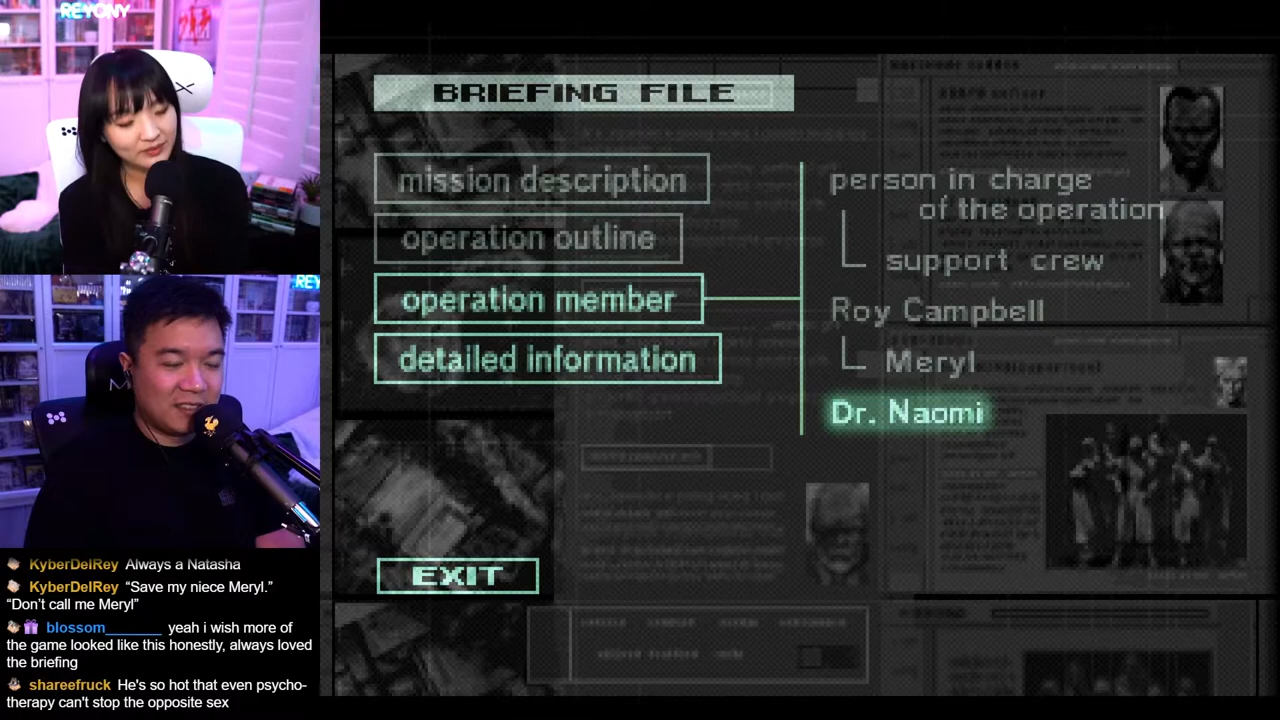 REYONY
BRIEFING FILE
mission description
operation outline
operation member
detailed information
EXIT
person in charge
of the operation
support crew
Roy Campbell
Meryl
Dr. Naomi
REY
KyberDelRey Always a Natasha
KyberDelRey “Save my niece Meryl.”
“Don’t call me Meryl”
blossom______ yeah i wish more of
the game looked like this honestly, always loved
the briefing
shareefruck He's so hot that even psycho-
therapy can't stop the opposite sex